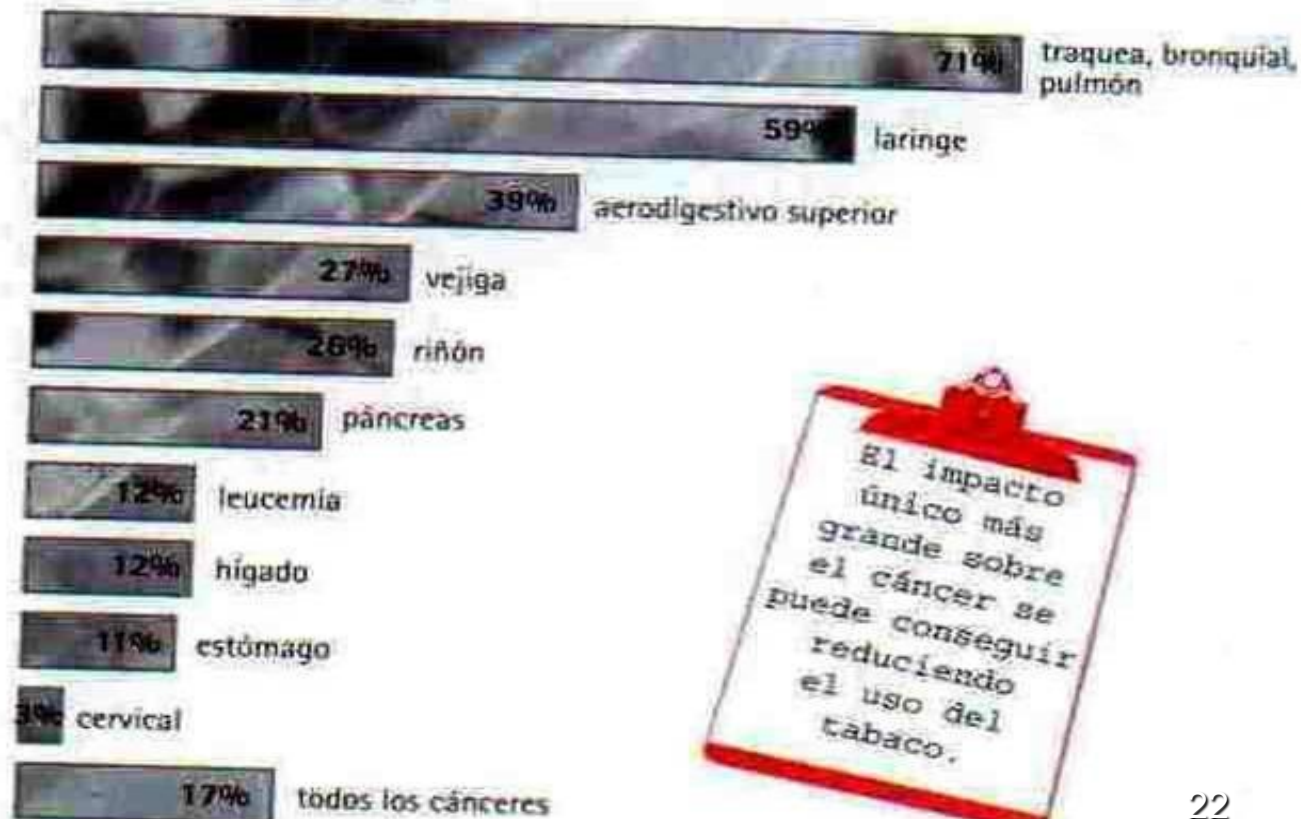 71% traquea, bronquial,
pulmón
59% laringe
39% aerodigestivo superior
27% vejiga
26% riñón
21% páncreas
12% leucemia
12% hígado
11% estómago
3% cervical
17% todos los cánceres
El impacto
único más
grande sobre
el cáncer se
puede conseguir
reduciendo
el uso del
tabaco.
22